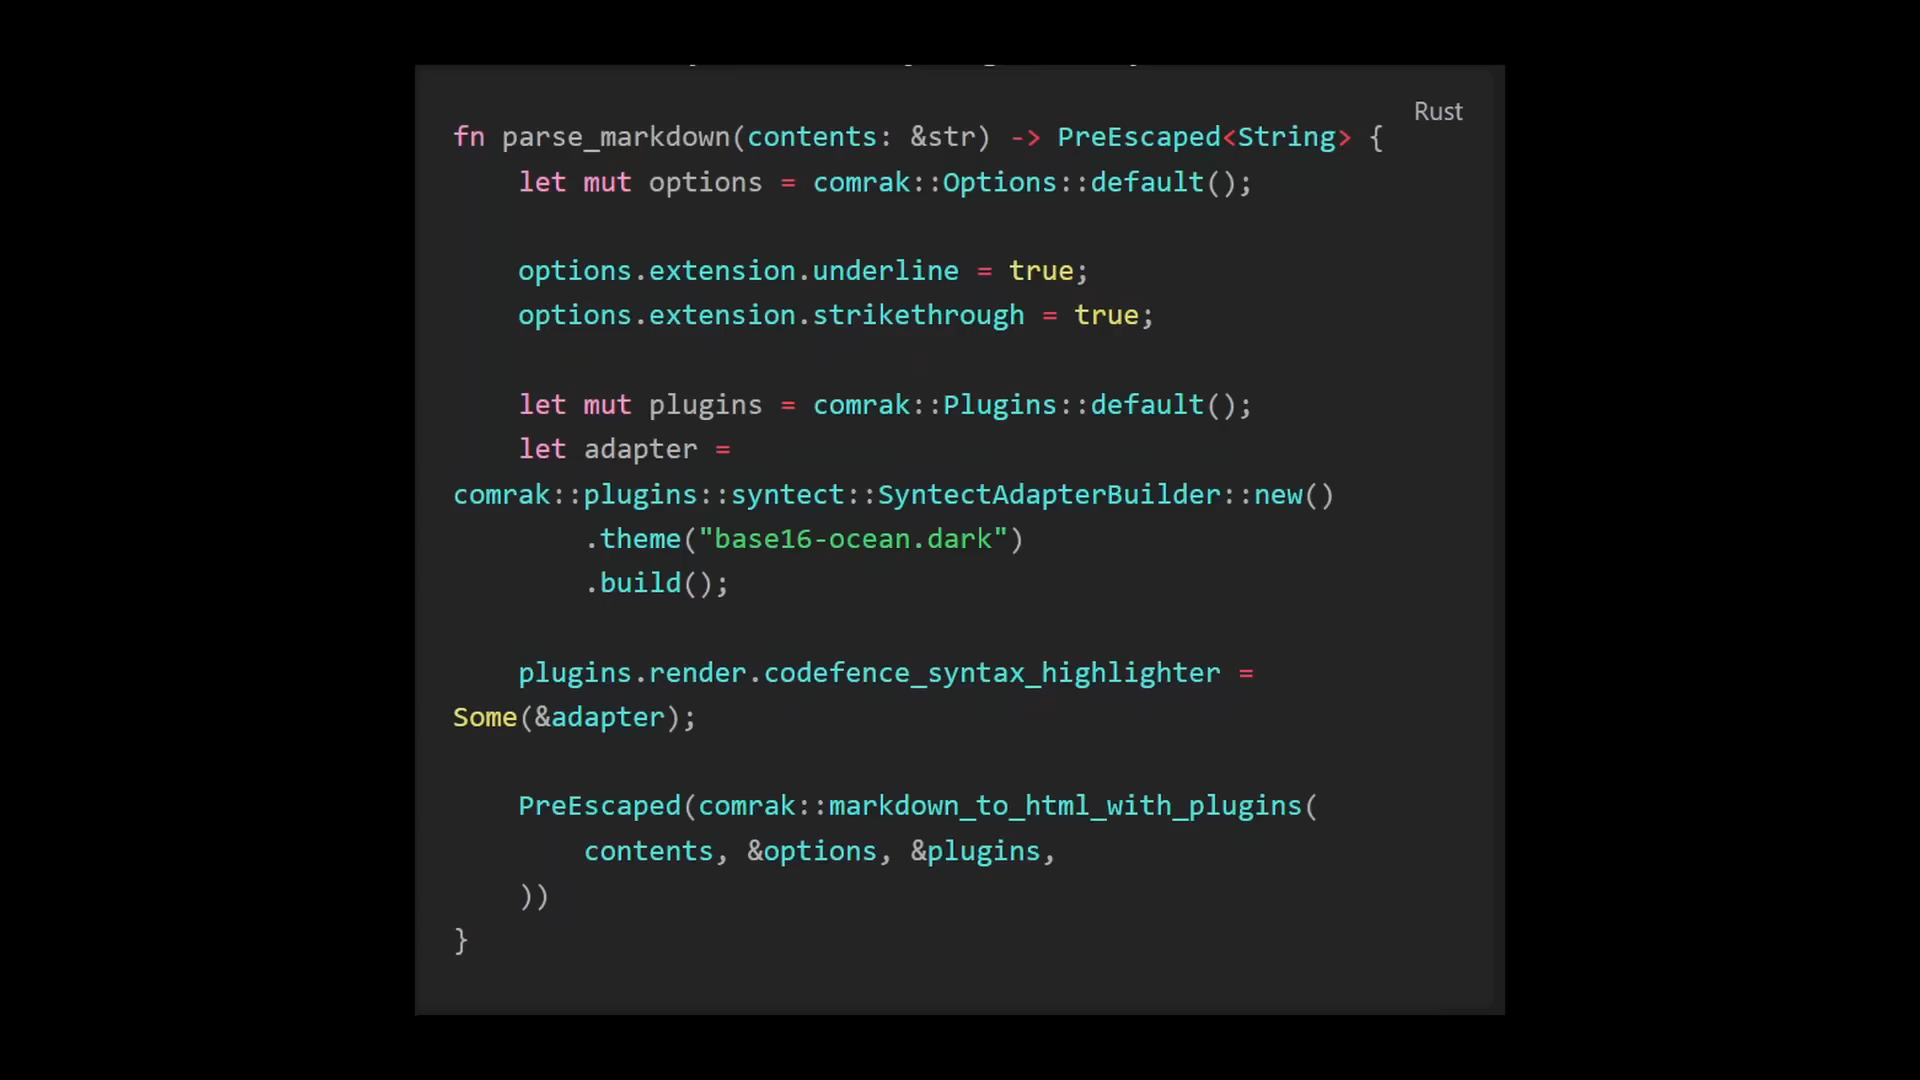 Rust
fn parse_markdown(contents: &str) -> PreEscaped<String> {
    let mut options = comrak::Options::default();

    options.extension.underline = true;
    options.extension.strikethrough = true;

    let mut plugins = comrak::Plugins::default();
    let adapter =
comrak::plugins::syntect::SyntectAdapterBuilder::new()
        .theme("base16-ocean.dark")
        .build();

    plugins.render.codefence_syntax_highlighter =
Some(&adapter);

    PreEscaped(comrak::markdown_to_html_with_plugins(
        contents, &options, &plugins,
    ))
}